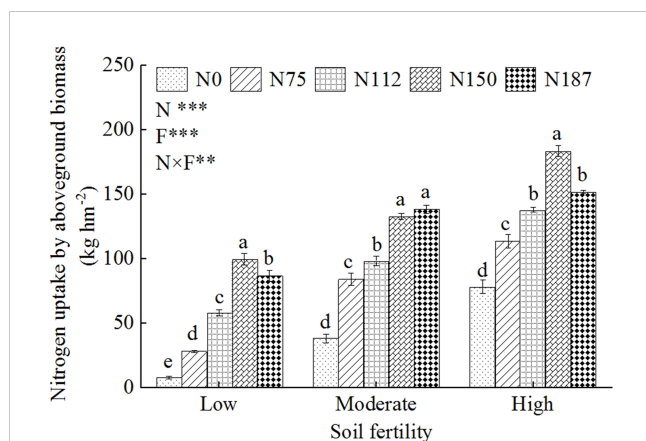 Nitrogen uptake by aboveground biomass
(kg hm-2)
250
200
150
100
50
0
N0 N75 N112 N150 N187
N ***
F***
N×F**
e d c a b
d c b a a
d c b a b
Low Moderate High
Soil fertility